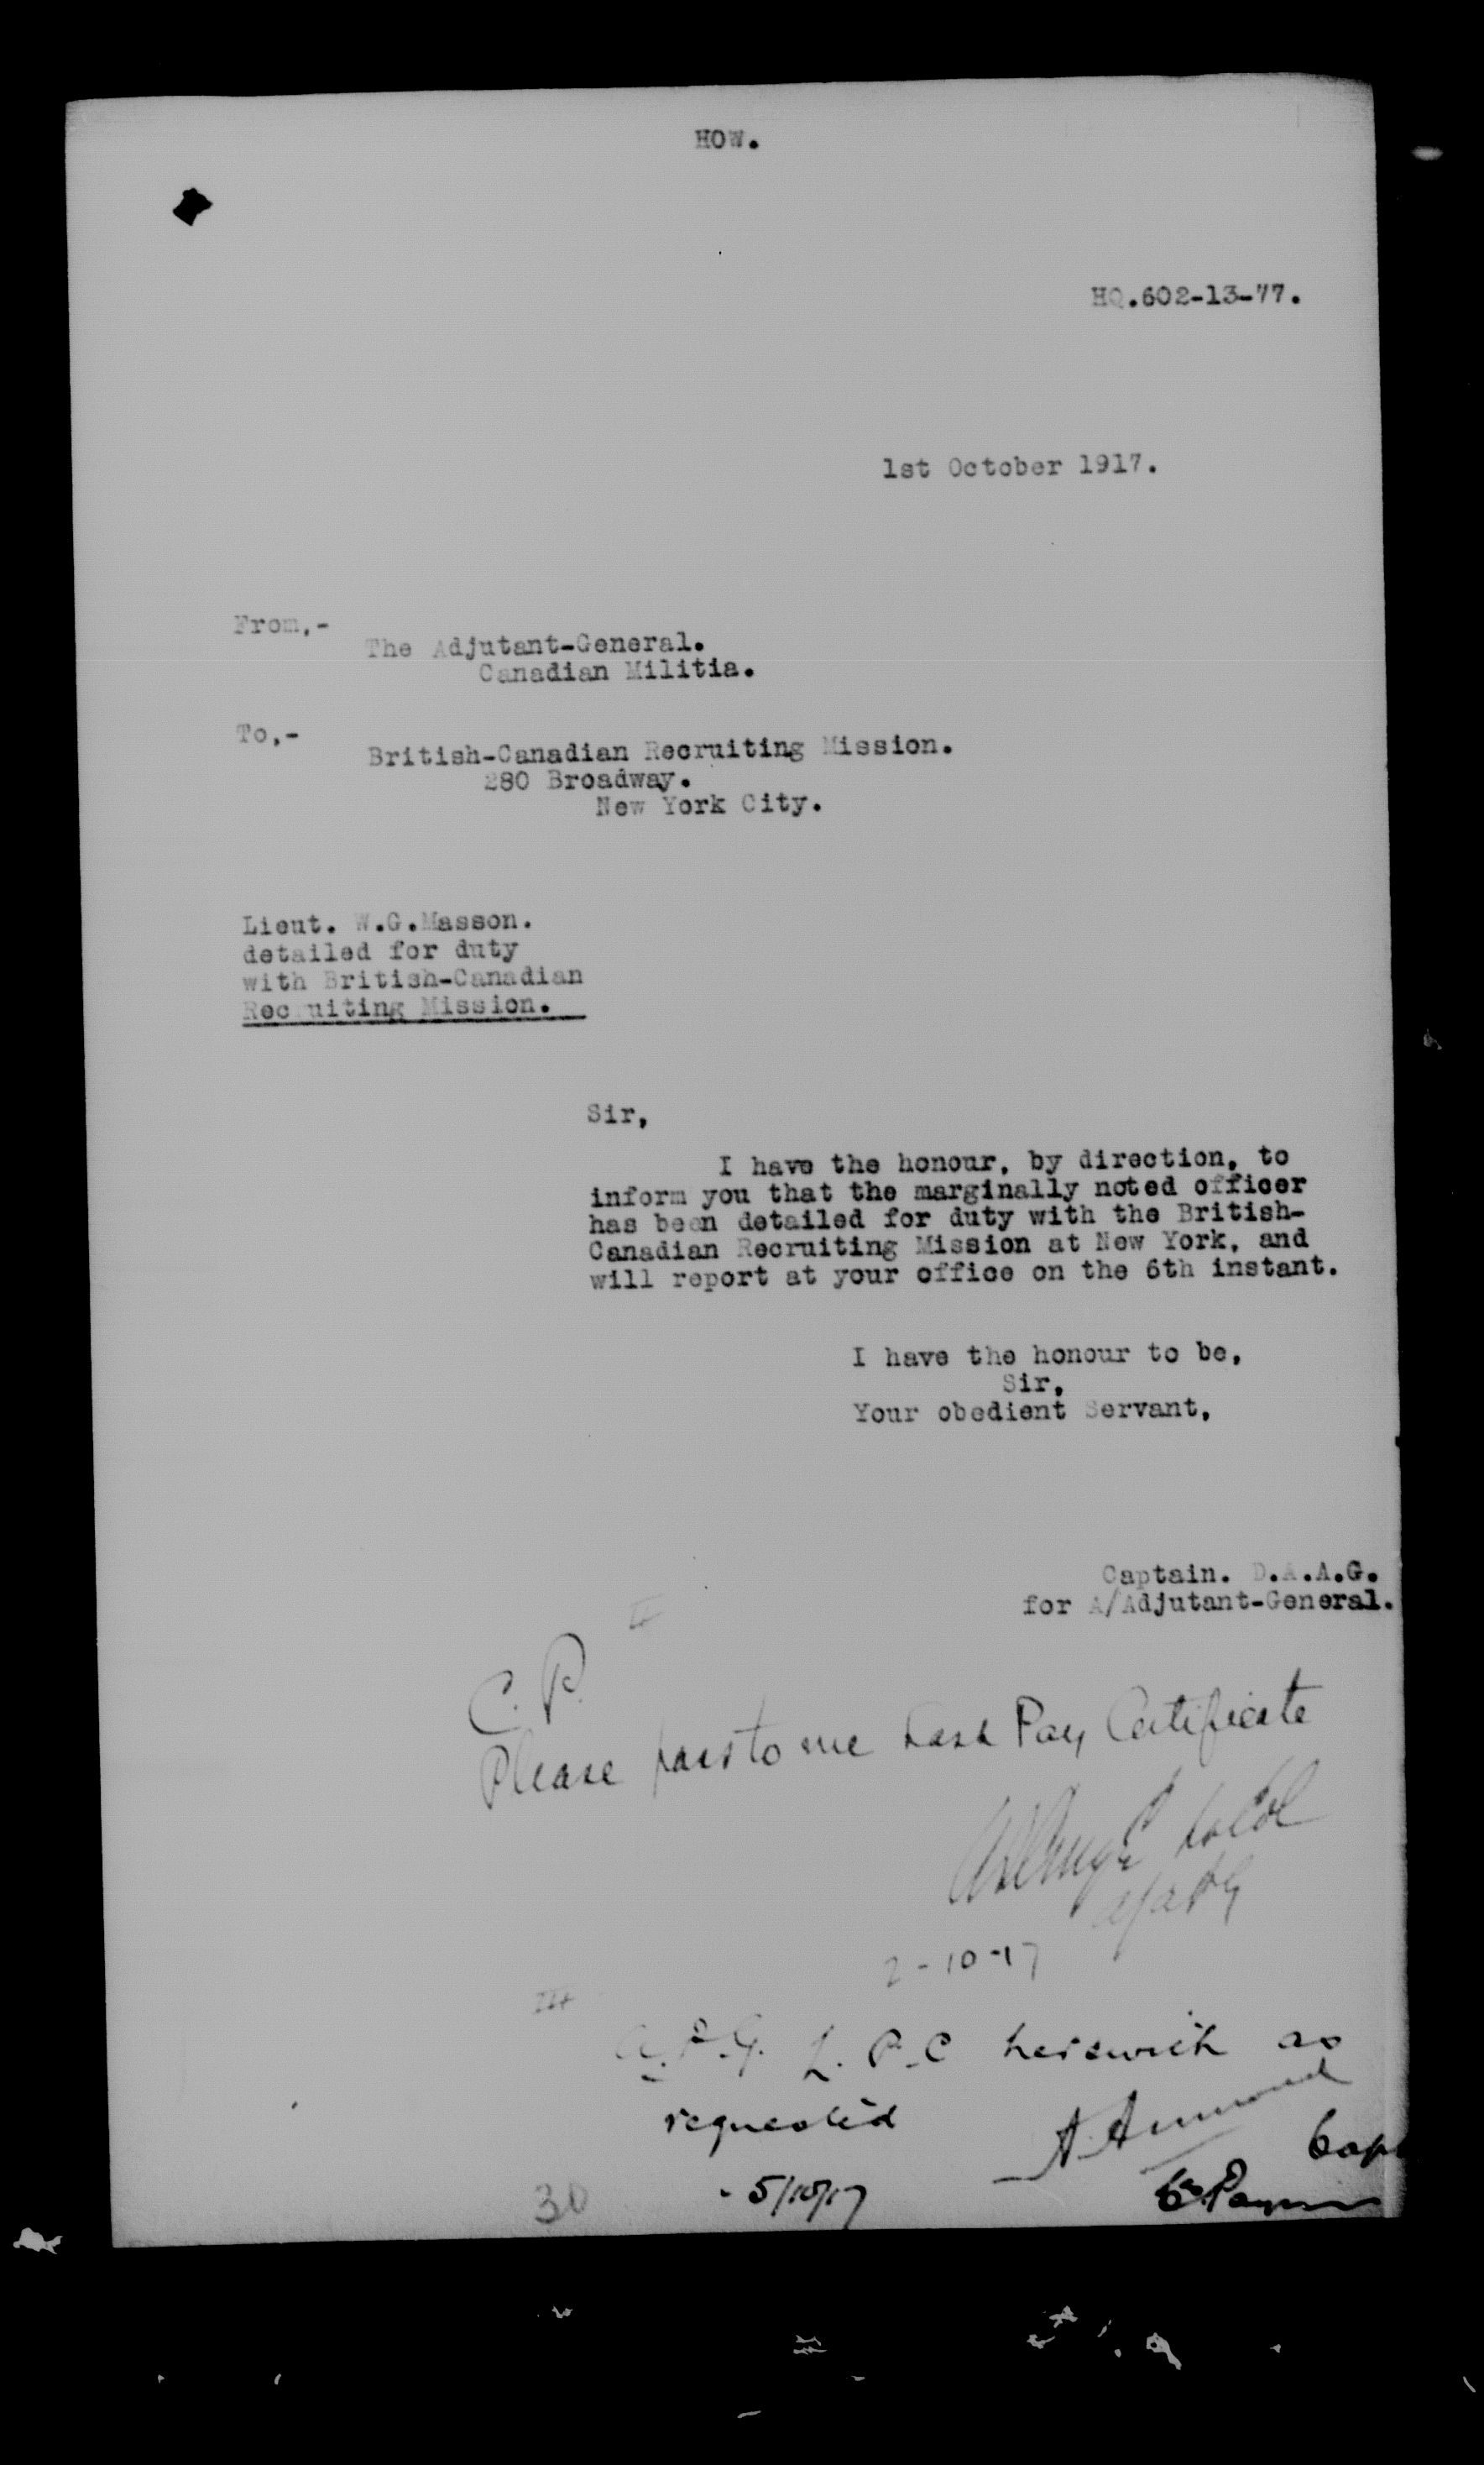 HOW.
HQ.602-13-77.
1st October 1917.
From,-
The Adjutant-General.
Canadian Militia.
To,-
British-Canadian Recruiting Mission.
280 Broadway.
New York City.
Lieut. W.G.Masson.
detailed for duty
with British-Canadian
Recruiting Mission.
Sir,
I have the honour, by direction, to
inform you that the marginally noted officer
has been detailed for duty with the British-
Canadian Recruiting Mission at New York, and
will report at your office on the 6th instant.
I have the honour to be,
Sir,
Your obedient Servant,
Captain. D.A.A.G.
for A/Adjutant-General.
II
C. P.
Please pass to me Last Pay Certificate
2-10-17
III
L. P. C herewith as
requested
Capt
5/10/17
30